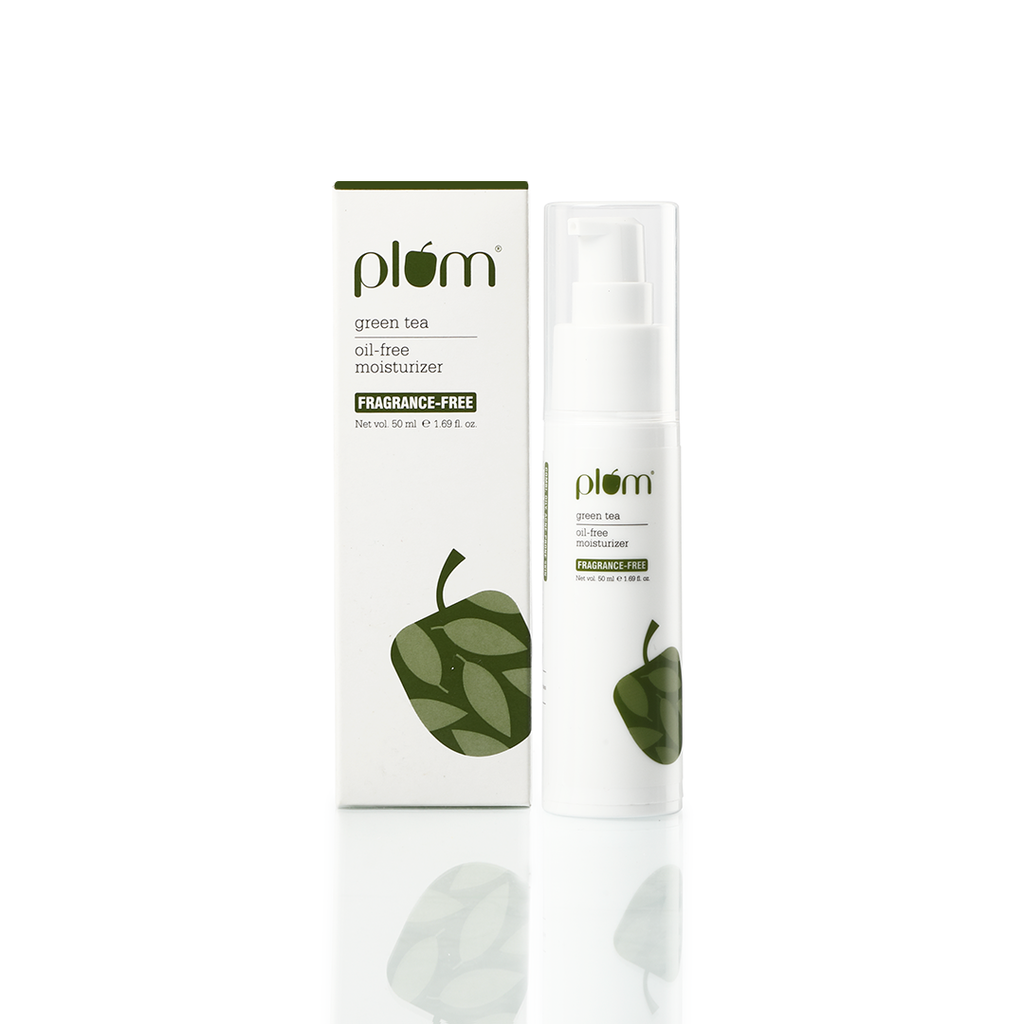 plum®
green tea
oil-free
moisturizer
FRAGRANCE-FREE
Net vol. 50 ml ℮ 1.69 fl. oz.
plum®
green tea
oil-free
moisturizer
FRAGRANCE-FREE
Net vol. 50 ml ℮ 1.69 fl. oz.